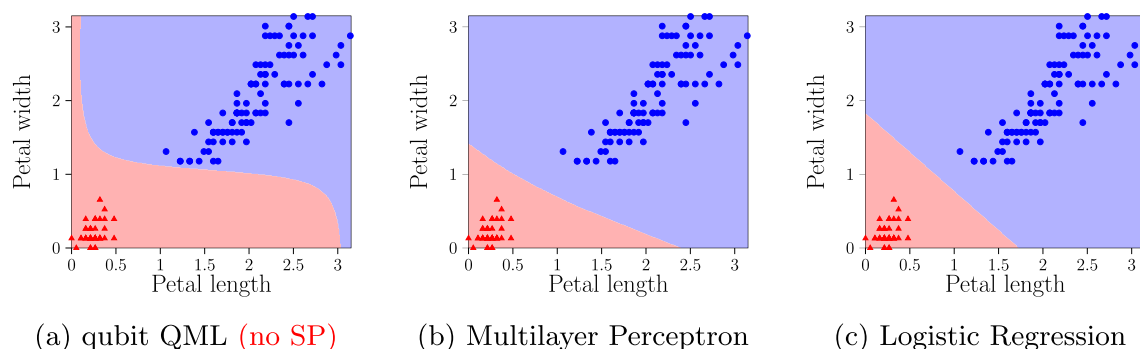 3
2
1
0
Petal width
0 0.5 1 1.5 2 2.5 3
Petal length
(a) qubit QML (no SP)
3
2
1
0
Petal width
0 0.5 1 1.5 2 2.5 3
Petal length
(b) Multilayer Perceptron
3
2
1
0
Petal width
0 0.5 1 1.5 2 2.5 3
Petal length
(c) Logistic Regression